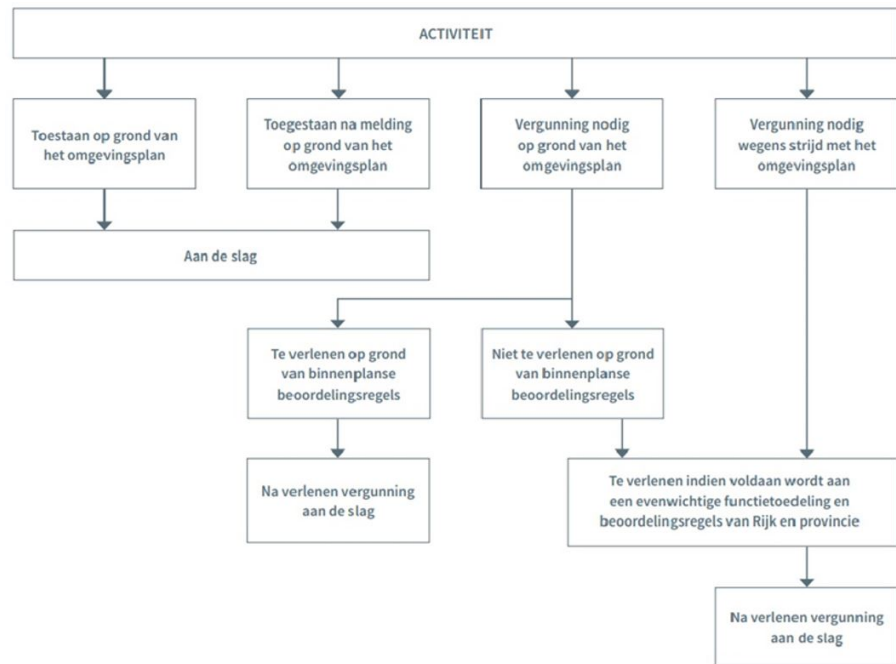 ACTIVITEIT
Toestaan op grond van
het omgevingsplan
Toegestaan na melding
op grond van het
omgevingsplan
Vergunning nodig
op grond van het
omgevingsplan
Vergunning nodig
wegens strijd met het
omgevingsplan
Aan de slag
Te verlenen op grond
van binnenplanse
beoordelingsregels
Niet te verlenen op grond
van binnenplanse
beoordelingsregels
Na verlenen vergunning
aan de slag
Te verlenen indien voldaan wordt aan
een evenwichtige functietoedeling en
beoordelingsregels van Rijk en provincie
Na verlenen vergunning
aan de slag